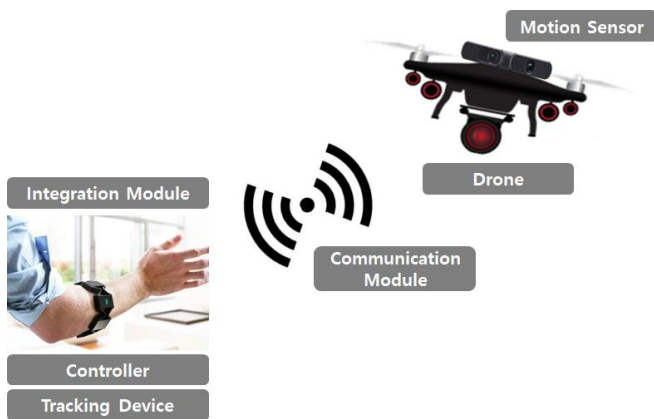 Motion Sensor
Drone
Integration Module
Communication
Module
Controller
Tracking Device